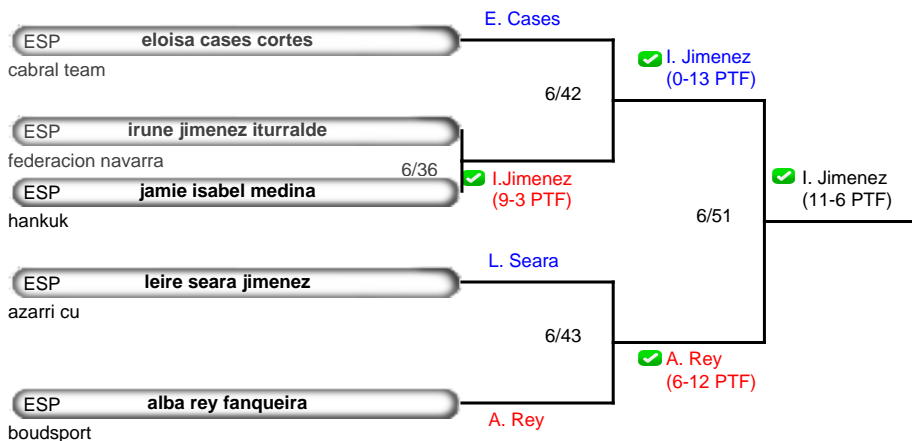 E. Cases
ESP eloisa cases cortes
cabral team
I. Jimenez
(0-13 PTF)
6/42
ESP irune jimenez iturralde
federacion navarra
6/36
I.Jimenez
(9-3 PTF)
ESP jamie isabel medina
hankuk
I. Jimenez
(11-6 PTF)
6/51
L. Seara
ESP leire seara jimenez
azarri cu
6/43
A. Rey
(6-12 PTF)
ESP alba rey fanqueira
A. Rey
boudsport